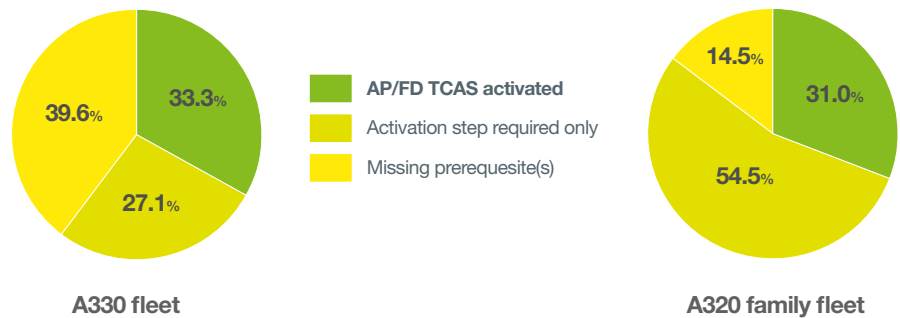 39.6%
33.3%
27.1%
A330 fleet
AP/FD TCAS activated
Activation step required only
Missing prerequesite(s)
14.5%
31.0%
54.5%
A320 family fleet